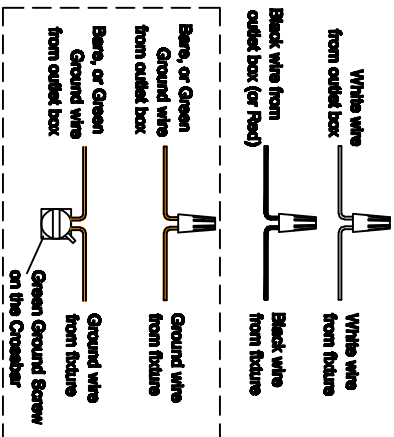 White wire
from outlet box
White wire
from fixture
Black wire from
outlet box (or Red)
Black wire
from fixture
Bare, or Green
Ground wire
from outlet box
Ground wire
from fixture
Bare, or Green
Ground wire
from outlet box
Ground wire
from fixture
Green Ground Screw
on the Crossbar